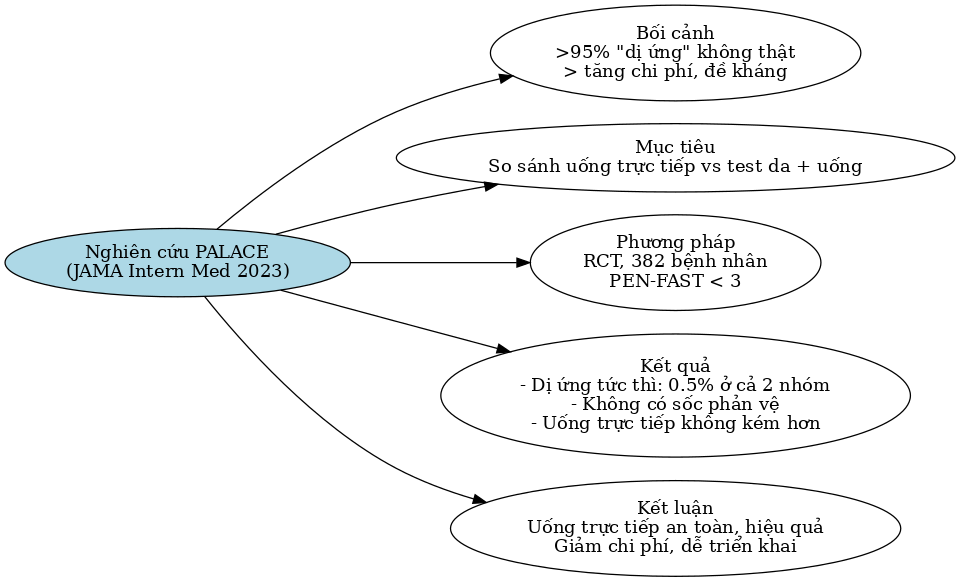 Nghiên cứu PALACE
(JAMA Intern Med 2023)
Bối cảnh
>95% "dị ứng" không thật
> tăng chi phí, đề kháng
Mục tiêu
So sánh uống trực tiếp vs test da + uống
Phương pháp
RCT, 382 bệnh nhân
PEN-FAST < 3
Kết quả
- Dị ứng tức thì: 0.5% ở cả 2 nhóm
- Không có sốc phản vệ
- Uống trực tiếp không kém hơn
Kết luận
Uống trực tiếp an toàn, hiệu quả
Giảm chi phí, dễ triển khai